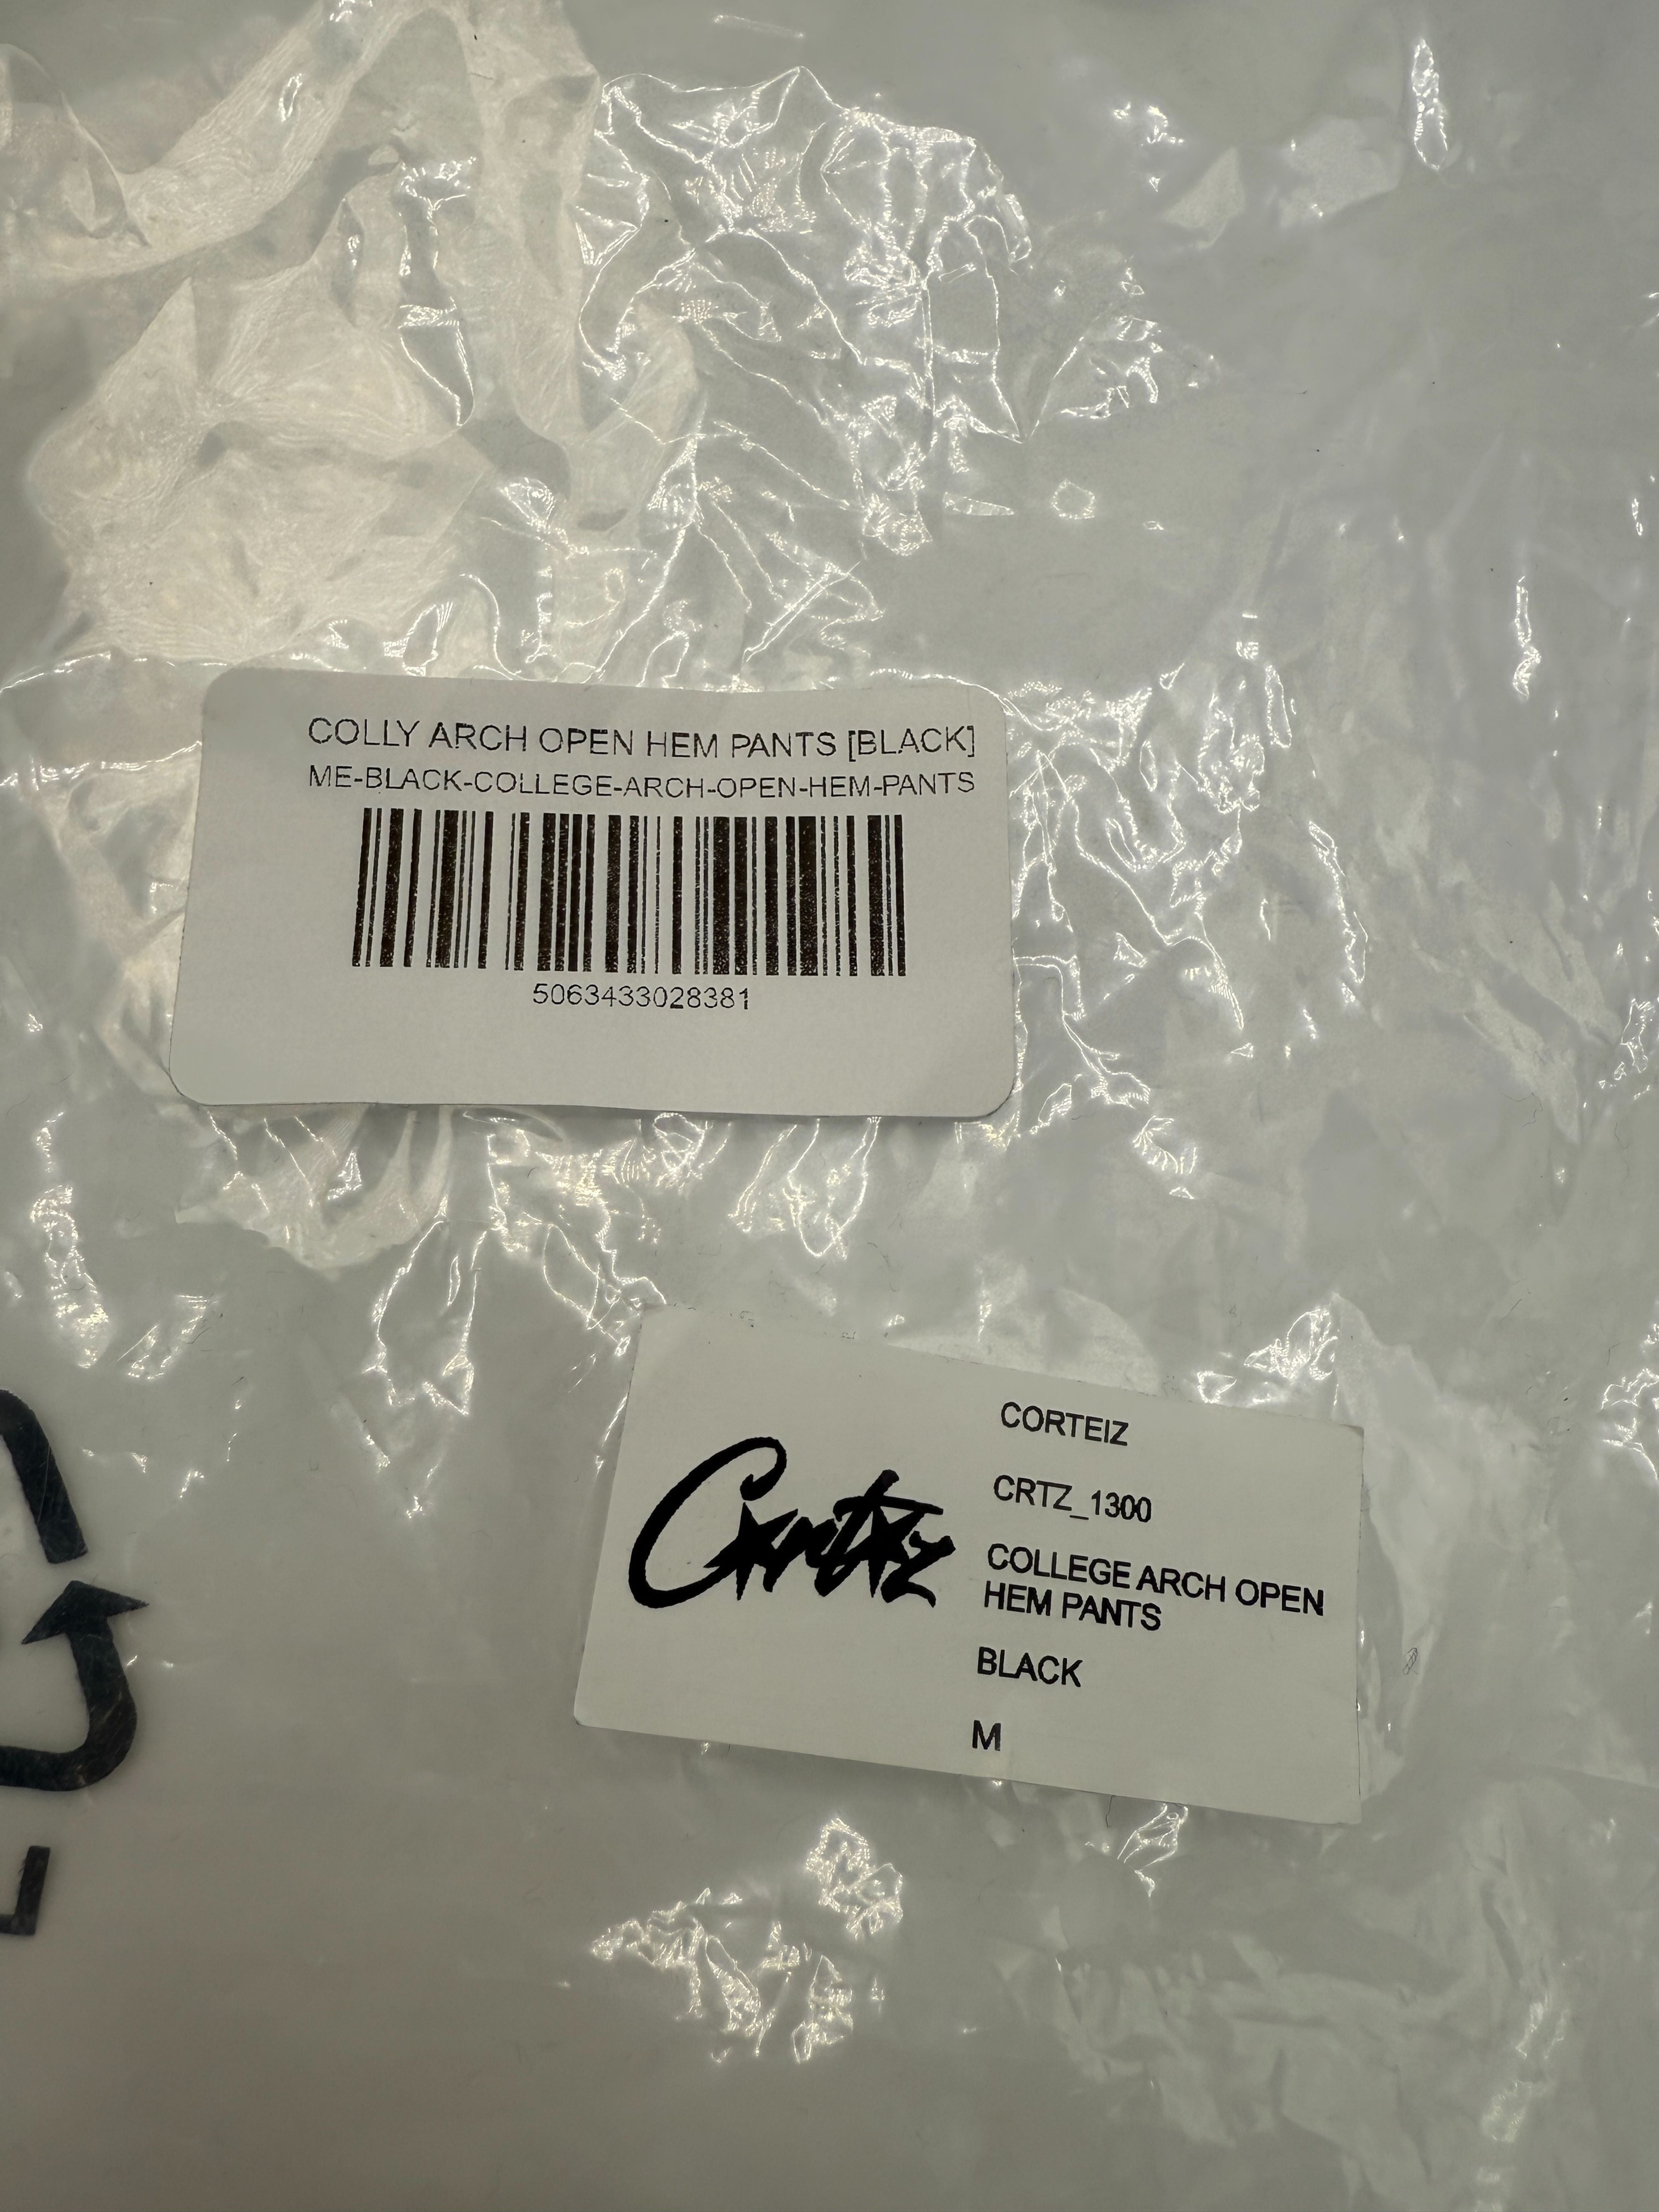 COLLY ARCH OPEN HEM PANTS [BLACK]
ME-BLACK-COLLEGE-ARCH-OPEN-HEM-PANTS
5063433028381
Crtz
CORTEIZ
CRTZ_1300
COLLEGE ARCH OPEN
HEM PANTS
BLACK
M